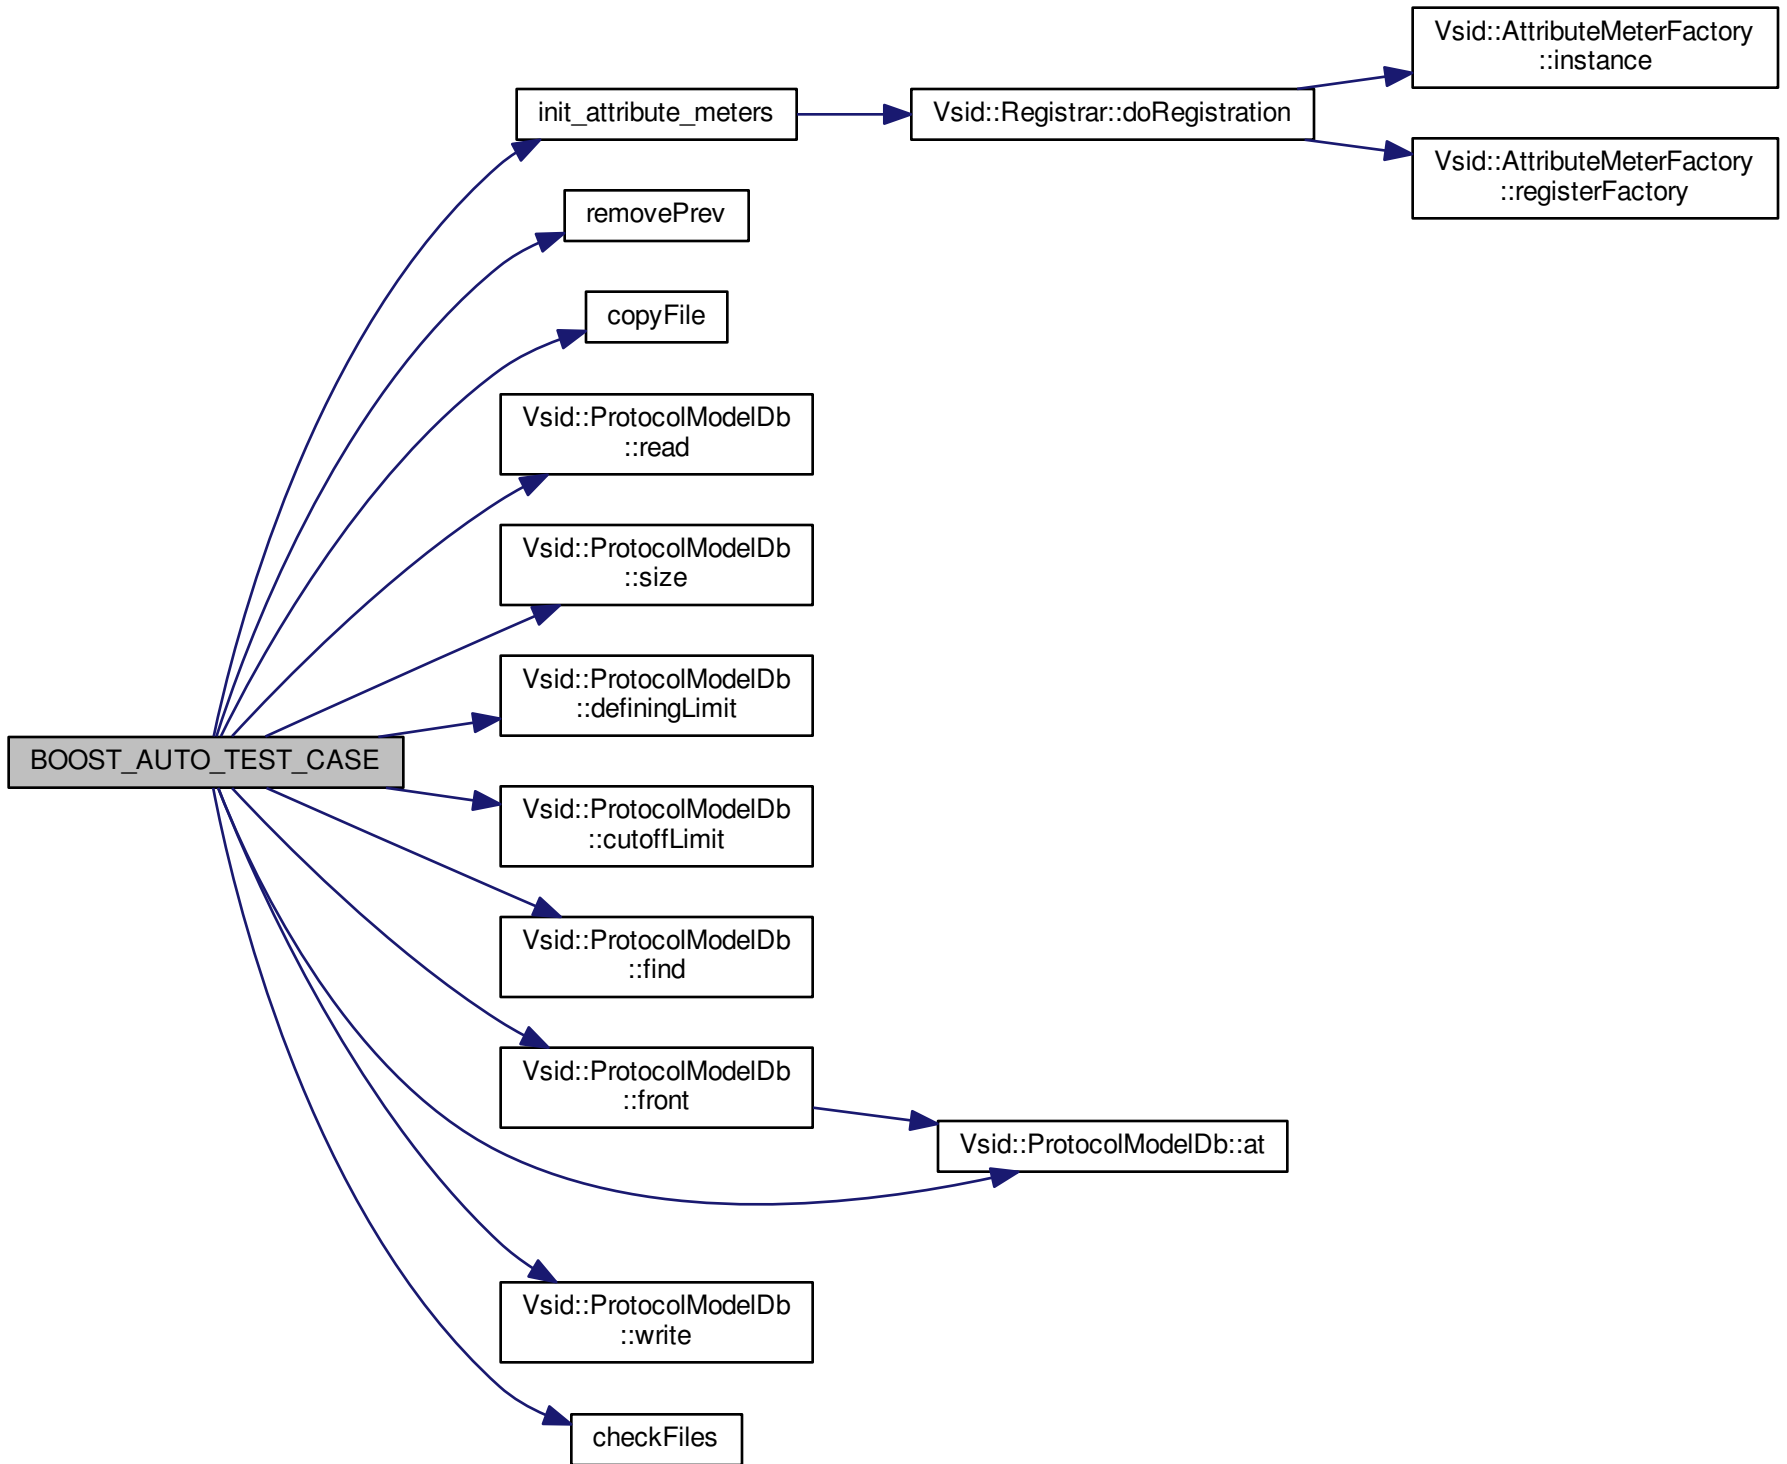 Vsid::AttributeMeterFactory
::instance
init_attribute_meters
Vsid::Registrar::doRegistration
Vsid::AttributeMeterFactory
::registerFactory
removePrev
copyFile
Vsid::ProtocolModelDb
::read
Vsid::ProtocolModelDb
::size
Vsid::ProtocolModelDb
::definingLimit
BOOST_AUTO_TEST_CASE
Vsid::ProtocolModelDb
::cutoffLimit
Vsid::ProtocolModelDb
::find
Vsid::ProtocolModelDb
::front
Vsid::ProtocolModelDb::at
Vsid::ProtocolModelDb
::write
checkFiles